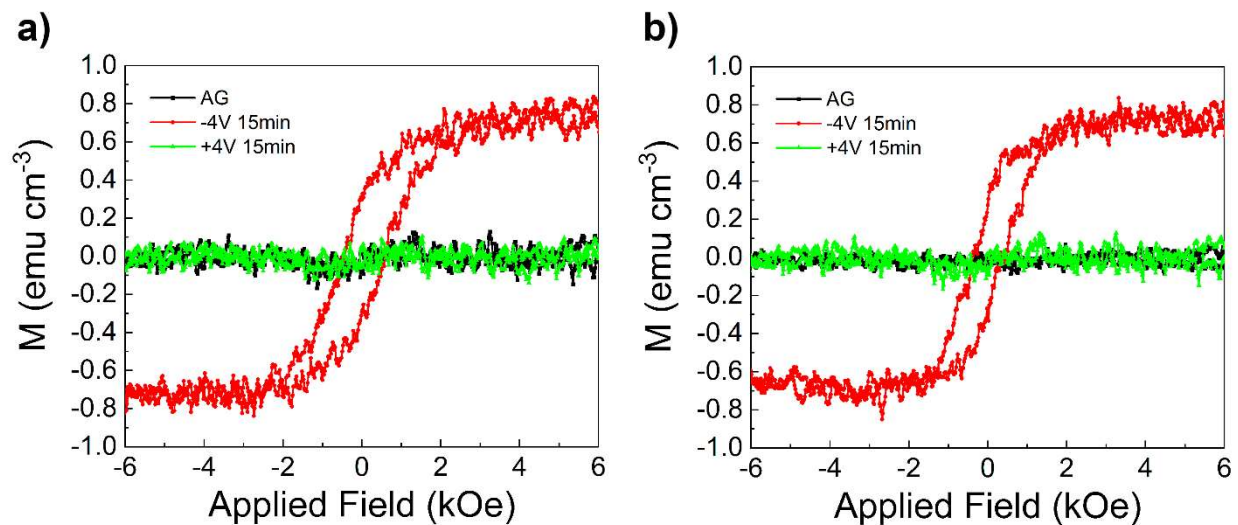 a)
M (emu cm-3)
1.0
0.8
0.6
0.4
0.2
0.0
-0.2
-0.4
-0.6
-0.8
-1.0
AG
-4V 15min
+4V 15min
-6 -4 -2 0 2 4 6
Applied Field (kOe)
b)
M (emu cm-3)
1.0
0.8
0.6
0.4
0.2
0.0
-0.2
-0.4
-0.6
-0.8
-1.0
AG
-4V 15min
+4V 15min
-6 -4 -2 0 2 4 6
Applied Field (kOe)